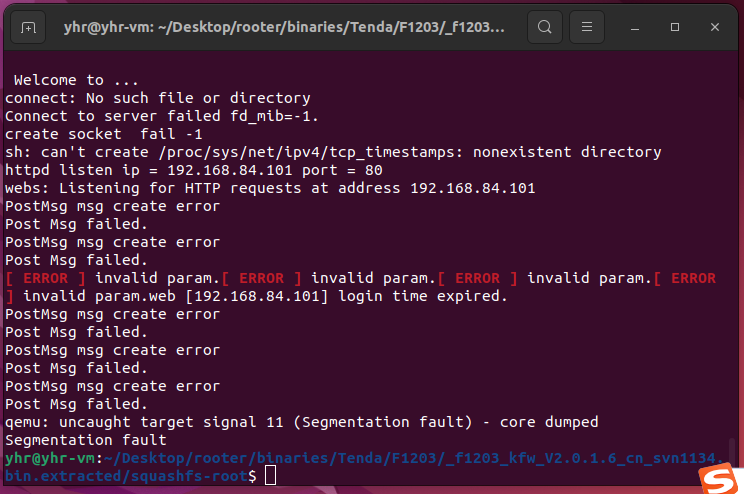 yhr@yhr-vm: ~/Desktop/rooter/binaries/Tenda/F1203/_f1203...
Welcome to ...
connect: No such file or directory
Connect to server failed fd_mib=-1.
create socket  fail -1
sh: can't create /proc/sys/net/ipv4/tcp_timestamps: nonexistent directory
httpd listen ip = 192.168.84.101 port = 80
webs: Listening for HTTP requests at address 192.168.84.101
PostMsg msg create error
Post Msg failed.
PostMsg msg create error
Post Msg failed.
[ ERROR ] invalid param.[ ERROR ] invalid param.[ ERROR ] invalid param.[ ERROR
] invalid param.web [192.168.84.101] login time expired.
PostMsg msg create error
Post Msg failed.
PostMsg msg create error
Post Msg failed.
PostMsg msg create error
Post Msg failed.
qemu: uncaught target signal 11 (Segmentation fault) - core dumped
Segmentation fault
yhr@yhr-vm:~/Desktop/rooter/binaries/Tenda/F1203/_f1203_kfw_V2.0.1.6_cn_svn1134.
bin.extracted/squashfs-root$